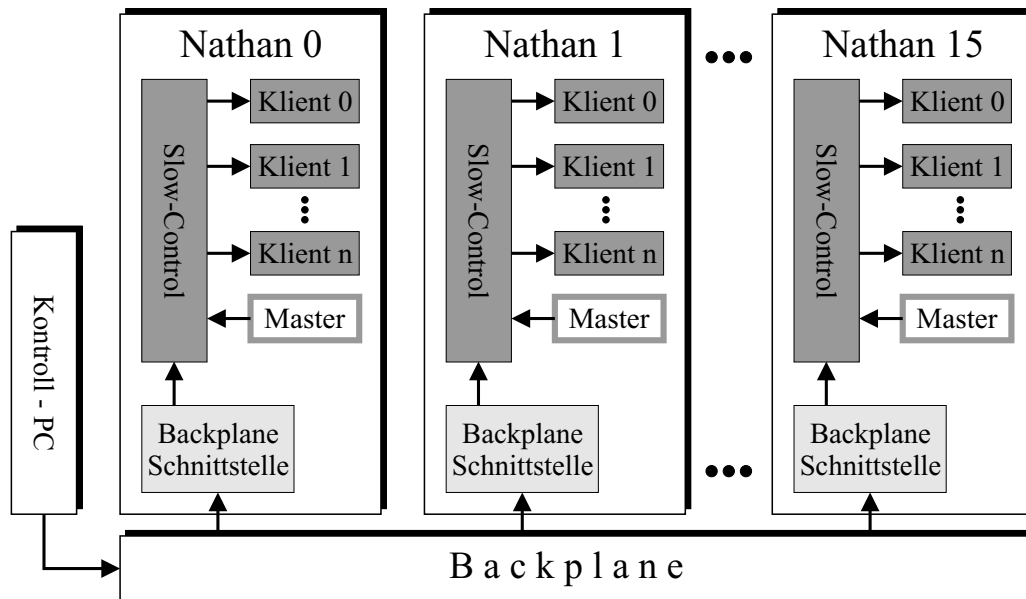 Nathan 0
Slow-Control
Klient 0
Klient 1
Klient n
Master
Backplane
Schnittstelle
Nathan 1
Slow-Control
Klient 0
Klient 1
Klient n
Master
Backplane
Schnittstelle
Nathan 15
Slow-Control
Klient 0
Klient 1
Klient n
Master
Backplane
Schnittstelle
Kontroll - PC
Backplane